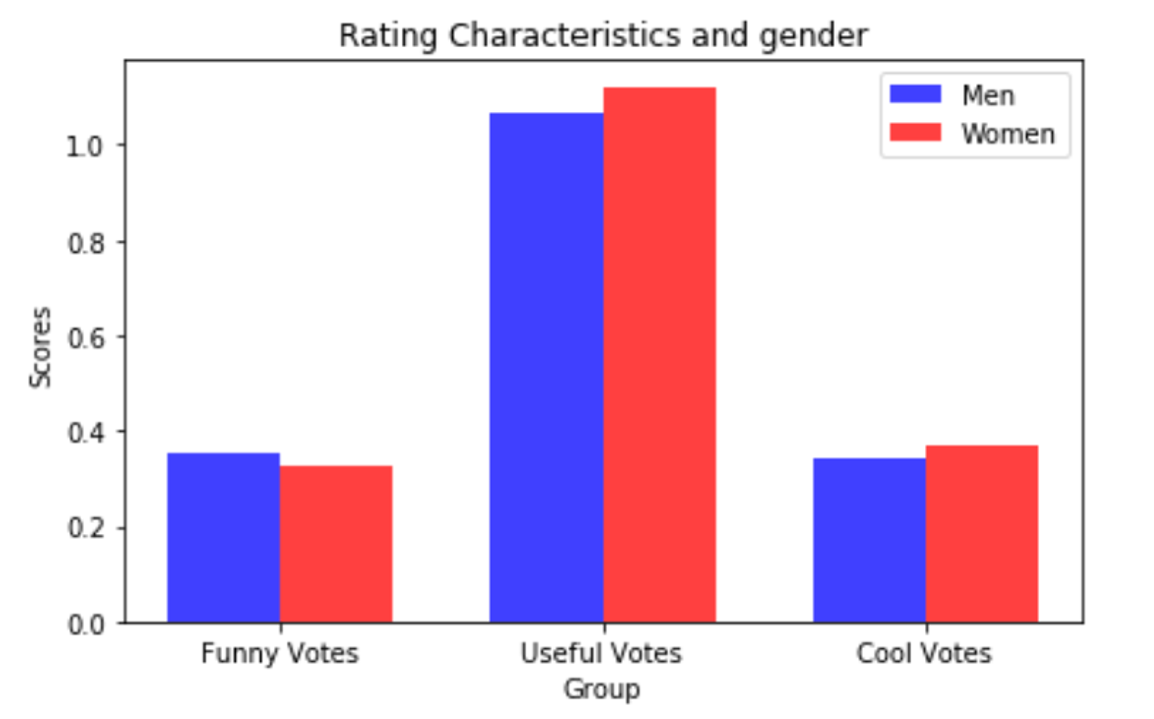 Rating Characteristics and gender
Men
Women
1.0
0.8
0.6
0.4
0.2
0.0
Scores
Funny Votes
Useful Votes
Cool Votes
Group